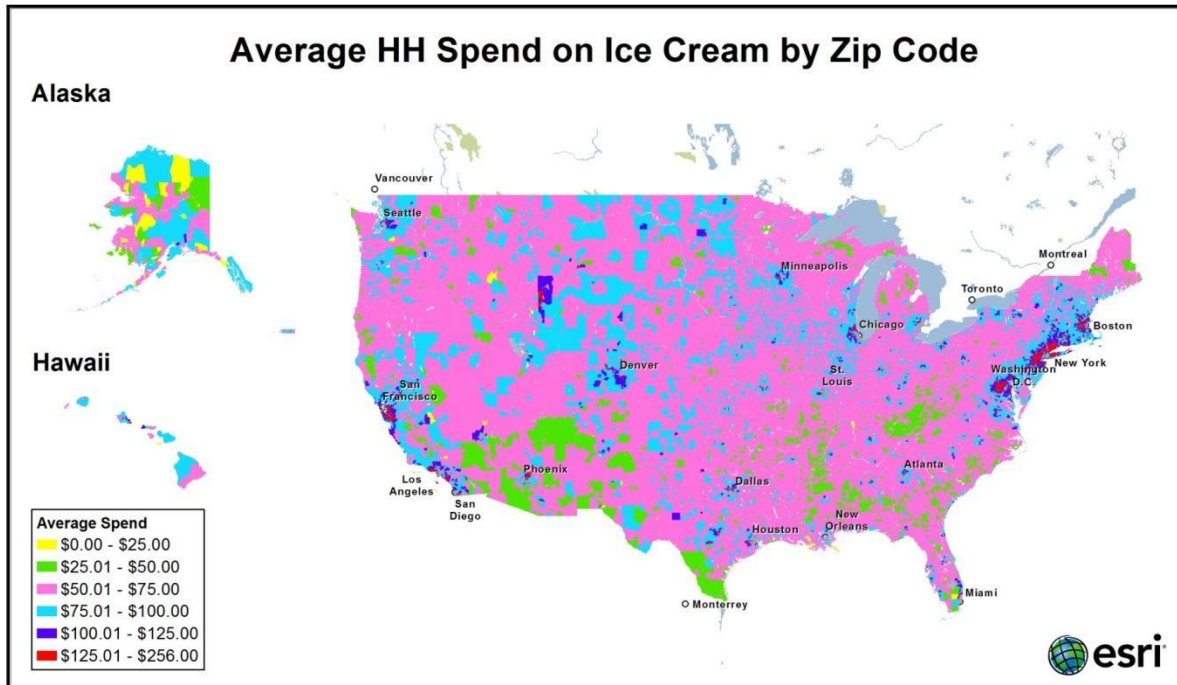 Average HH Spend on Ice Cream by Zip Code
Alaska
Vancouver
Seattle
Minneapolis
Montreal
Toronto
Chicago
Boston
Hawaii
Denver
St.
Louis
New York
Washington
D.C.
San
Francisco
Los
Angeles
Phoenix
Atlanta
Dallas
San
Diego
Houston
New
Orleans
Monterrey
Miami
Average Spend
$0.00 - $25.00
$25.01 - $50.00
$50.01 - $75.00
$75.01 - $100.00
$100.01 - $125.00
$125.01 - $256.00
esri